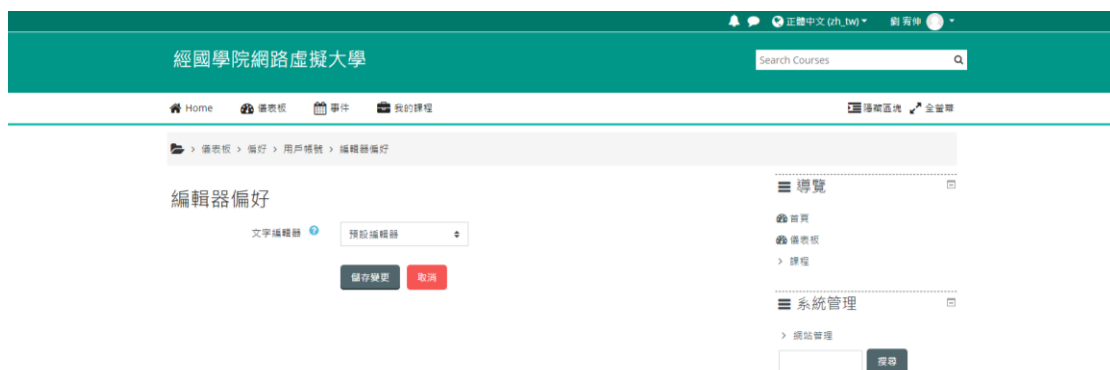 正體中文 (zh_tw) 劉宥伸
經國學院網路虛擬大學
Search Courses
Home 儀表板 事件 我的課程 隱藏區塊 全螢幕
> 儀表板 > 偏好 > 用戶帳號 > 編輯器偏好
編輯器偏好
文字編輯器 預設編輯器
儲存變更 取消
導覽
首頁
儀表板
> 課程
系統管理
> 網站管理
搜尋